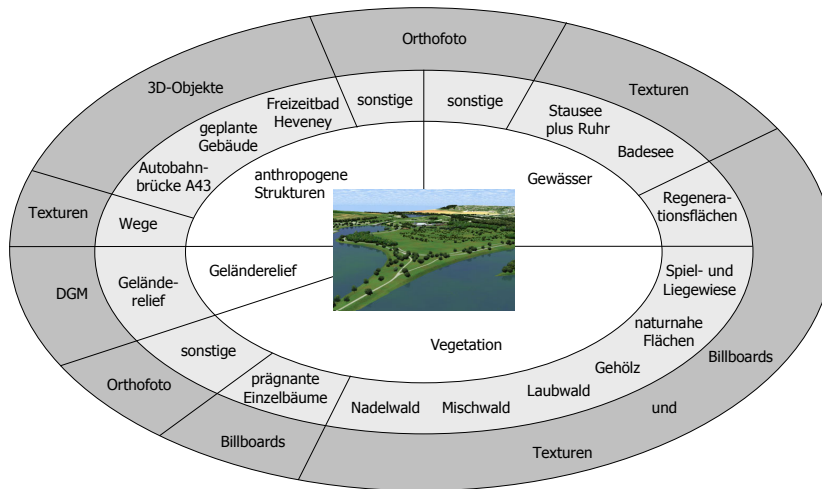 Orthofoto
3D-Objekte
Texturen
Freizeitbad
Heveney
sonstige
sonstige
geplante
Gebäude
Stausee
plus Ruhr
Autobahn-
brücke A43
Badesee
anthropogene
Strukturen
Gewässer
Texturen
Wege
Regenera-
tionsflächen
DGM
Gelände-
relief
Geländerelief
Spiel- und
Liegewiese
naturnahe
Flächen
Vegetation
sonstige
Gehölz
Billboards
Orthofoto
prägnante
Einzelbäume
Nadelwald
Mischwald
Laubwald
und
Billboards
Texturen